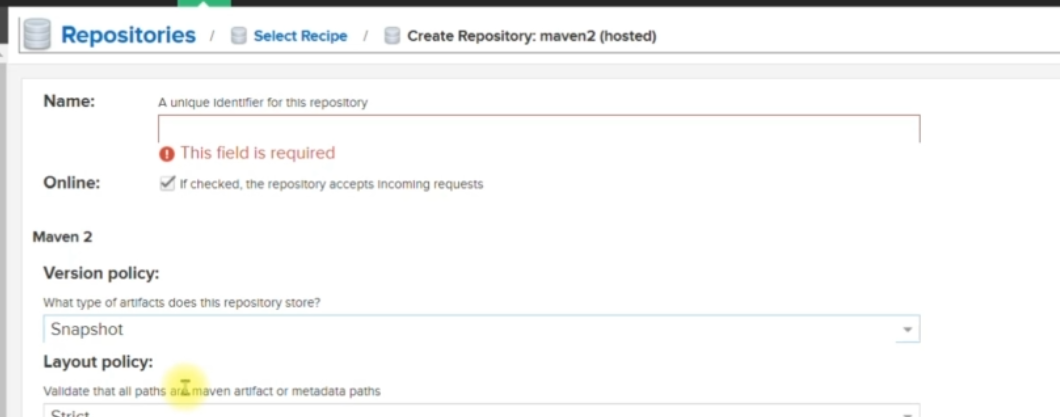 Repositories / Select Recipe / Create Repository: maven2 (hosted)
Name: A unique identifier for this repository
This field is required
Online: If checked, the repository accepts incoming requests
Maven 2
Version policy:
What type of artifacts does this repository store?
Snapshot
Layout policy:
Validate that all paths are maven artifact or metadata paths
Strict